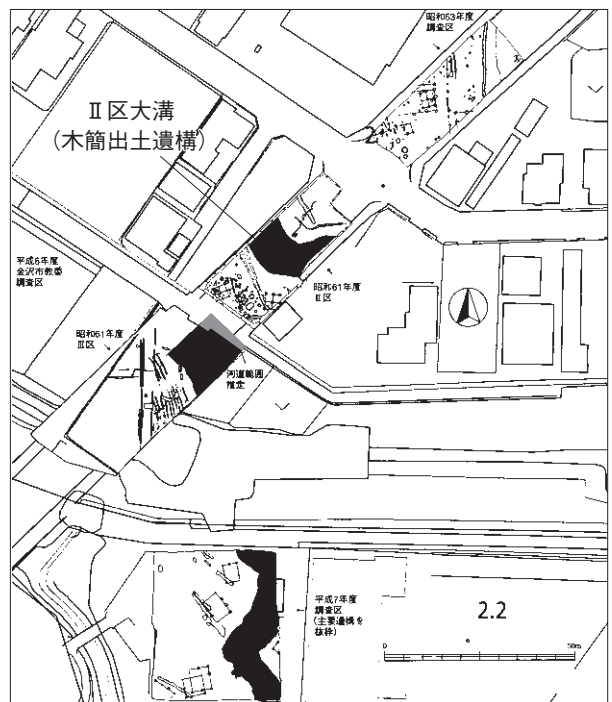 昭和63年度
調査区
Ⅱ区大溝
(木簡出土遺構)
平成6年度
金沢市教委
調査区
昭和61年度
Ⅱ区
昭和61年度
Ⅲ区
河道範囲
推定
平成7年度
調査区
(主要遺構を
抜粋)
2.2
0
50m